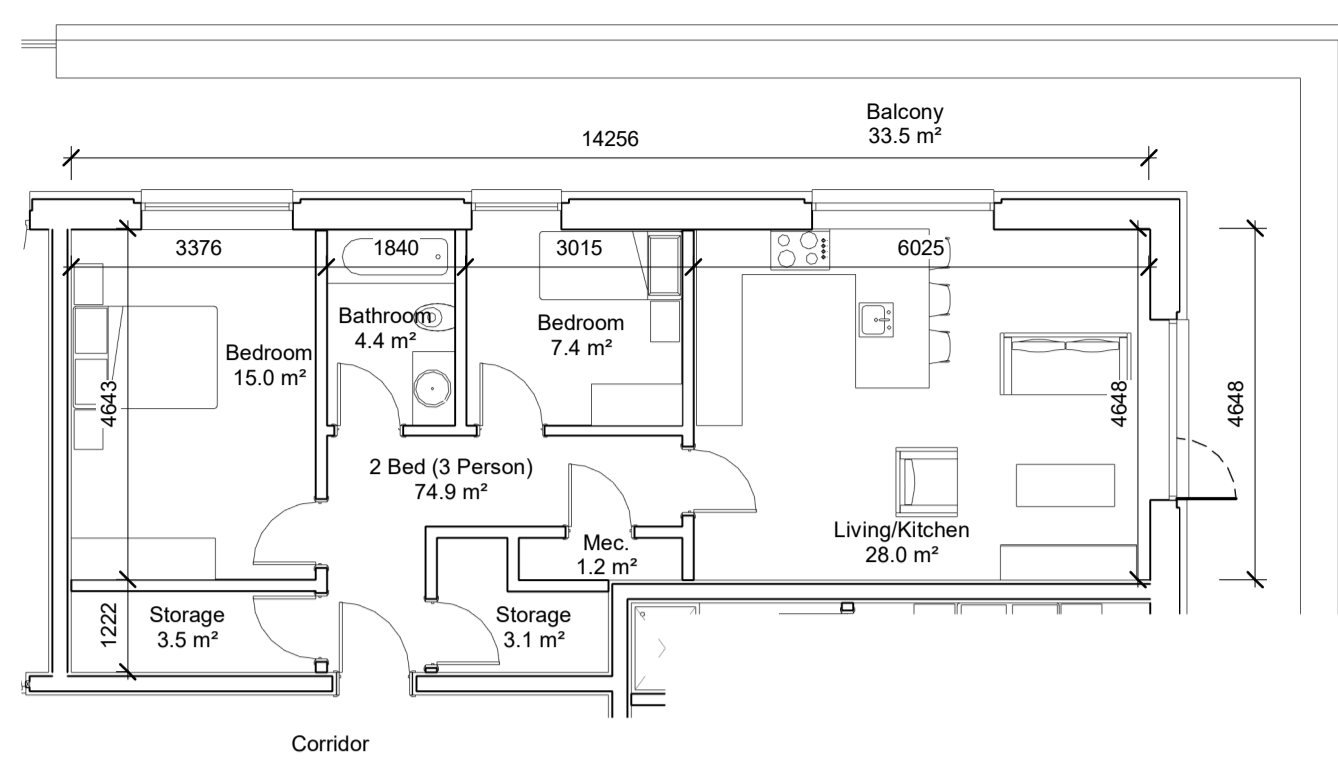 Balcony
33.5 m²
14256
3376
1840
3015
6025
Bathroom
4.4 m²
Bedroom
7.4 m²
Bedroom
15.0 m²
4643
4648
4648
2 Bed (3 Person)
74.9 m²
Living/Kitchen
28.0 m²
Mec.
1.2 m²
Storage
3.5 m²
1222
Storage
3.1 m²
Corridor